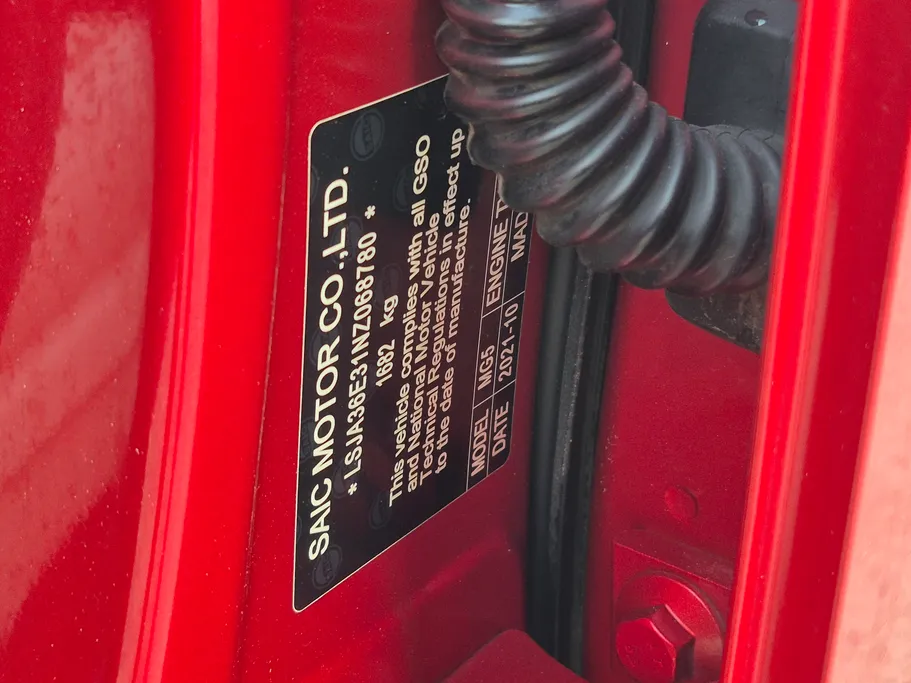 SAIC MOTOR CO.,LTD.
* LSJA36E31NZ068780 *
1682 kg
This vehicle complies with all GSO
and National Motor Vehicle
Technical Regulations in effect up
to the date of manufacture.
MODEL MG5 ENGINE
DATE 2021-10